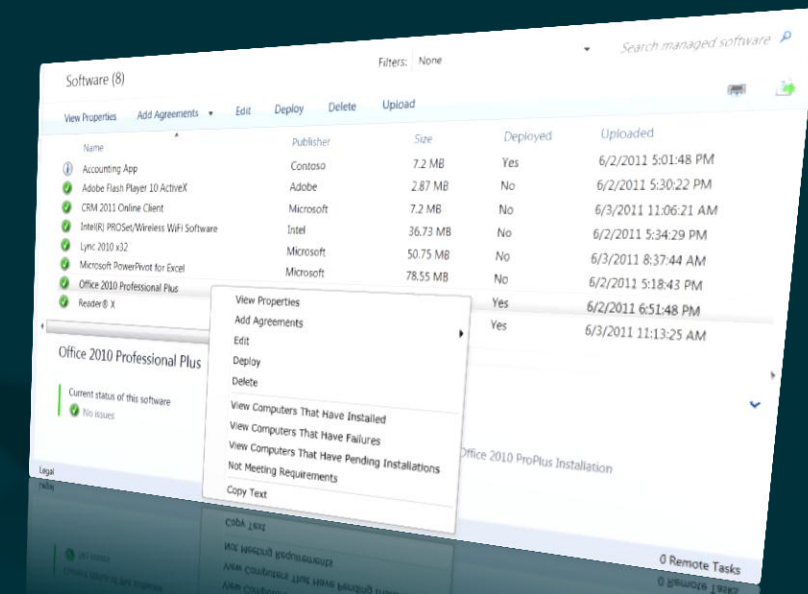 Software (8)
Filters: None
Search managed software
View Properties Add Agreements Edit Deploy Delete Upload
Name Publisher Size Deployed Uploaded
Accounting App Contoso 7.2 MB Yes 6/2/2011 5:01:48 PM
Adobe Flash Player 10 ActiveX Adobe 2.87 MB No 6/2/2011 5:30:22 PM
CRM 2011 Online Client Microsoft 7.2 MB No 6/3/2011 11:06:21 AM
Intel(R) PROSet/Wireless WiFi Software Intel 36.73 MB No 6/2/2011 5:34:29 PM
Lync 2010 x32 Microsoft 50.75 MB No 6/3/2011 8:37:44 AM
Microsoft PowerPivot for Excel Microsoft 78.55 MB No 6/2/2011 5:18:43 PM
Office 2010 Professional Plus Yes 6/2/2011 6:51:48 PM
Reader® X Yes 6/3/2011 11:13:25 AM
View Properties
Add Agreements
Edit
Deploy
Delete
View Computers That Have Installed
View Computers That Have Failures
View Computers That Have Pending Installations
Not Meeting Requirements
Copy Text
Office 2010 Professional Plus
Current status of this software
No issues
Office 2010 ProPlus Installation
Legal
0 Remote Tasks